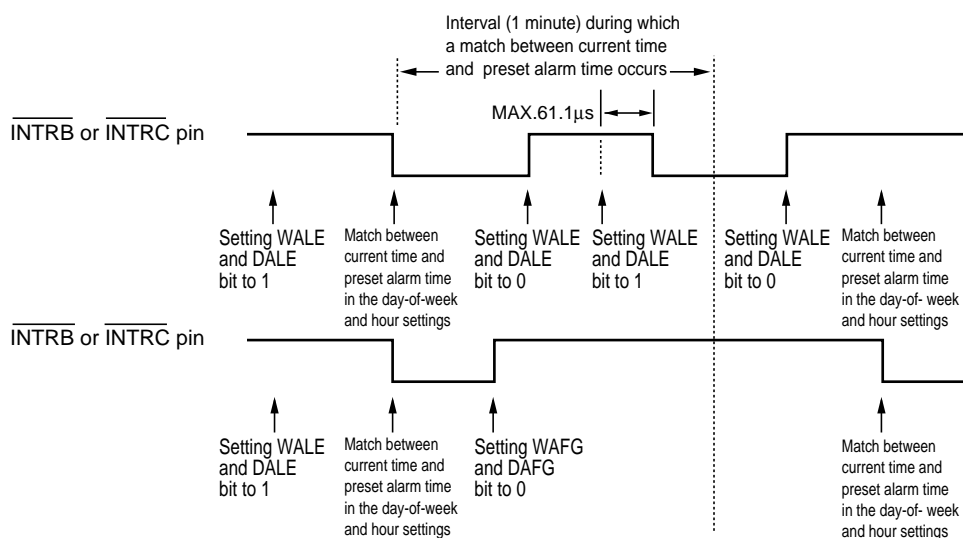 Interval (1 minute) during which
a match between current time
and preset alarm time occurs
MAX.61.1μs
INTRB or INTRC pin
Setting WALE
and DALE
bit to 1
Match between
current time and
preset alarm time
in the day-of-week
and hour settings
Setting WALE
and DALE
bit to 0
Setting WALE
and DALE
bit to 1
Setting WALE
and DALE
bit to 0
Match between
current time and
preset alarm time
in the day-of- week
and hour settings
INTRB or INTRC pin
Setting WALE
and DALE
bit to 1
Match between
current time and
preset alarm time
in the day-of-week
and hour settings
Setting WAFG
and DAFG
bit to 0
Match between
current time and
preset alarm time
in the day-of- week
and hour settings